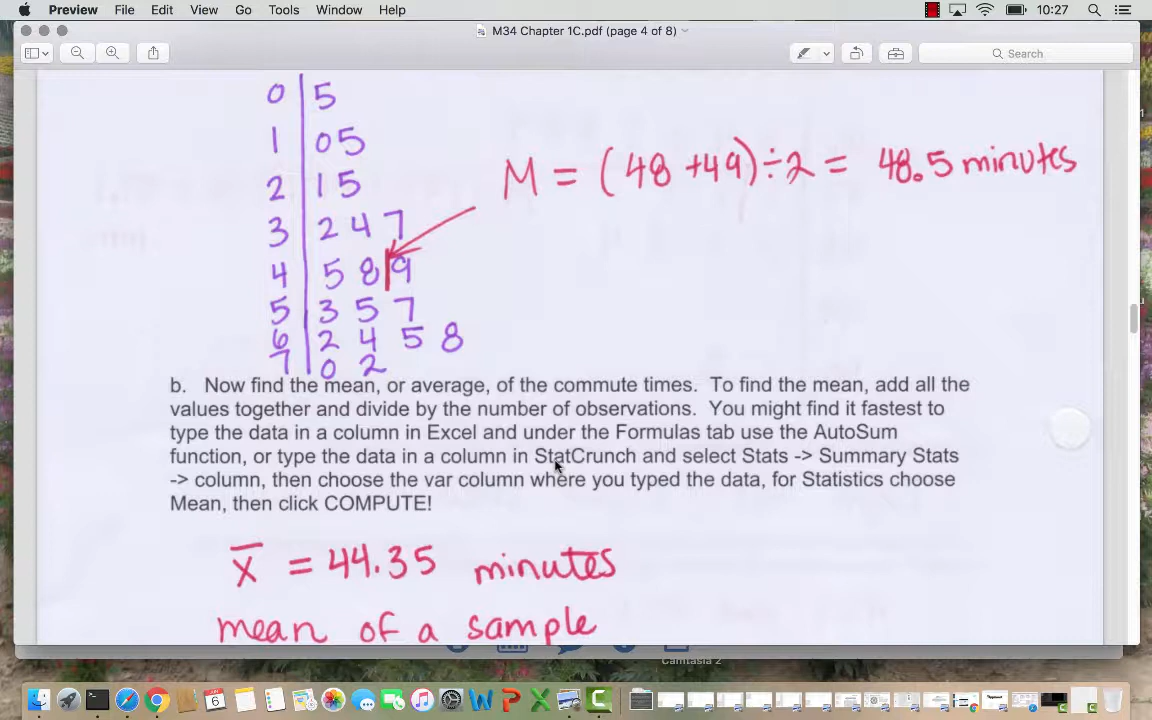 Preview File Edit View Go Tools Window Help 10:27
M34 Chapter 1C.pdf (page 4 of 8)
Search
0 | 5
1 | 0 5
2 | 1 5
3 | 2 4 7
4 | 5 8 | 9
5 | 3 5 7
6 | 2 4 5 8
7 | 0 2
M = (48 + 49) ÷ 2 = 48.5 minutes
b. Now find the mean, or average, of the commute times. To find the mean, add all the
values together and divide by the number of observations. You might find it fastest to
type the data in a column in Excel and under the Formulas tab use the AutoSum
function, or type the data in a column in StatCrunch and select Stats -> Summary Stats
-> column, then choose the var column where you typed the data, for Statistics choose
Mean, then click COMPUTE!
x̅ = 44.35 minutes
mean of a sample
Camtasia 2
6